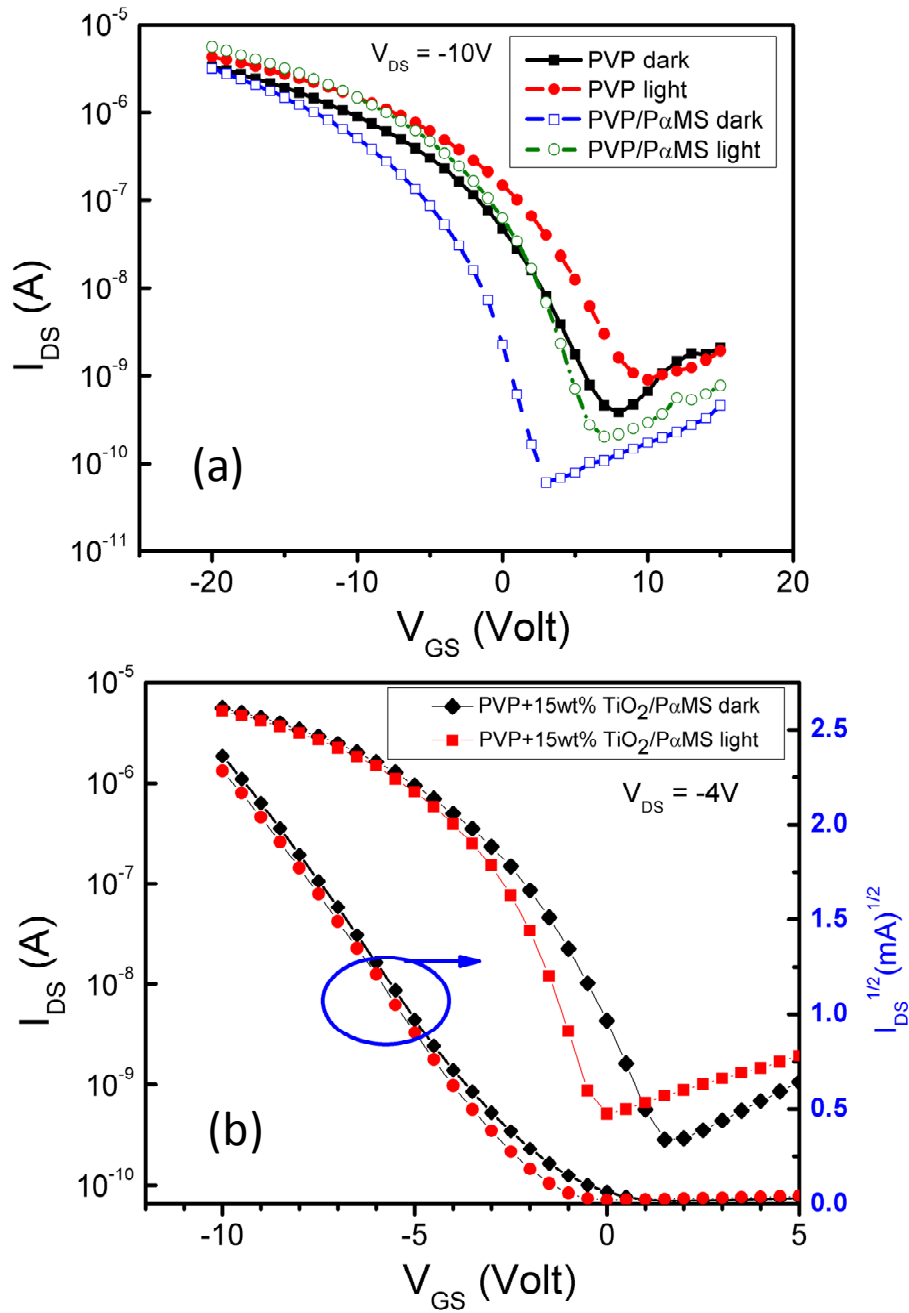 10⁻⁵
10⁻⁶
10⁻⁷
10⁻⁸
10⁻⁹
10⁻¹⁰
10⁻¹¹
I_DS (A)
V_DS = -10V
PVP dark
PVP light
PVP/PαMS dark
PVP/PαMS light
(a)
-20 -10 0 10 20
V_GS (Volt)
10⁻⁵
10⁻⁶
10⁻⁷
10⁻⁸
10⁻⁹
10⁻¹⁰
I_DS (A)
PVP+15wt% TiO₂/PαMS dark
PVP+15wt% TiO₂/PαMS light
V_DS = -4V
(b)
2.5
2.0
1.5
1.0
0.5
0.0
I_DS^1/2(mA)^1/2
-10 -5 0 5
V_GS (Volt)